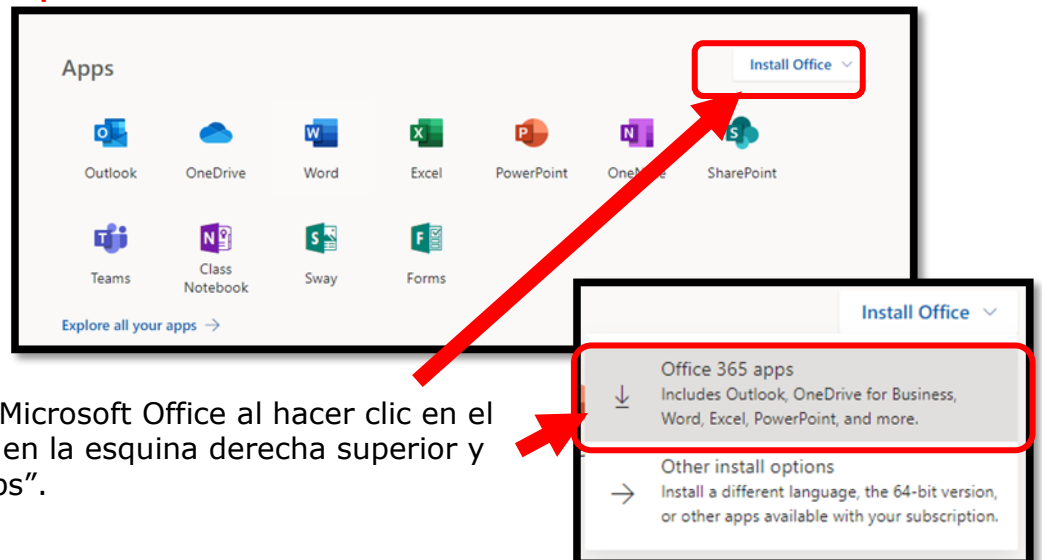 Apps
Install Office
Outlook
OneDrive
Word
Excel
PowerPoint
SharePoint
Teams
Class
Notebook
Sway
Forms
Explore all your apps →
Install Office
Office 365 apps
Includes Outlook, OneDrive for Business,
Word, Excel, PowerPoint, and more.
Other install options
Install a different language, the 64-bit version,
or other apps available with your subscription.
Microsoft Office al hacer clic en el
en la esquina derecha superior y
os”.